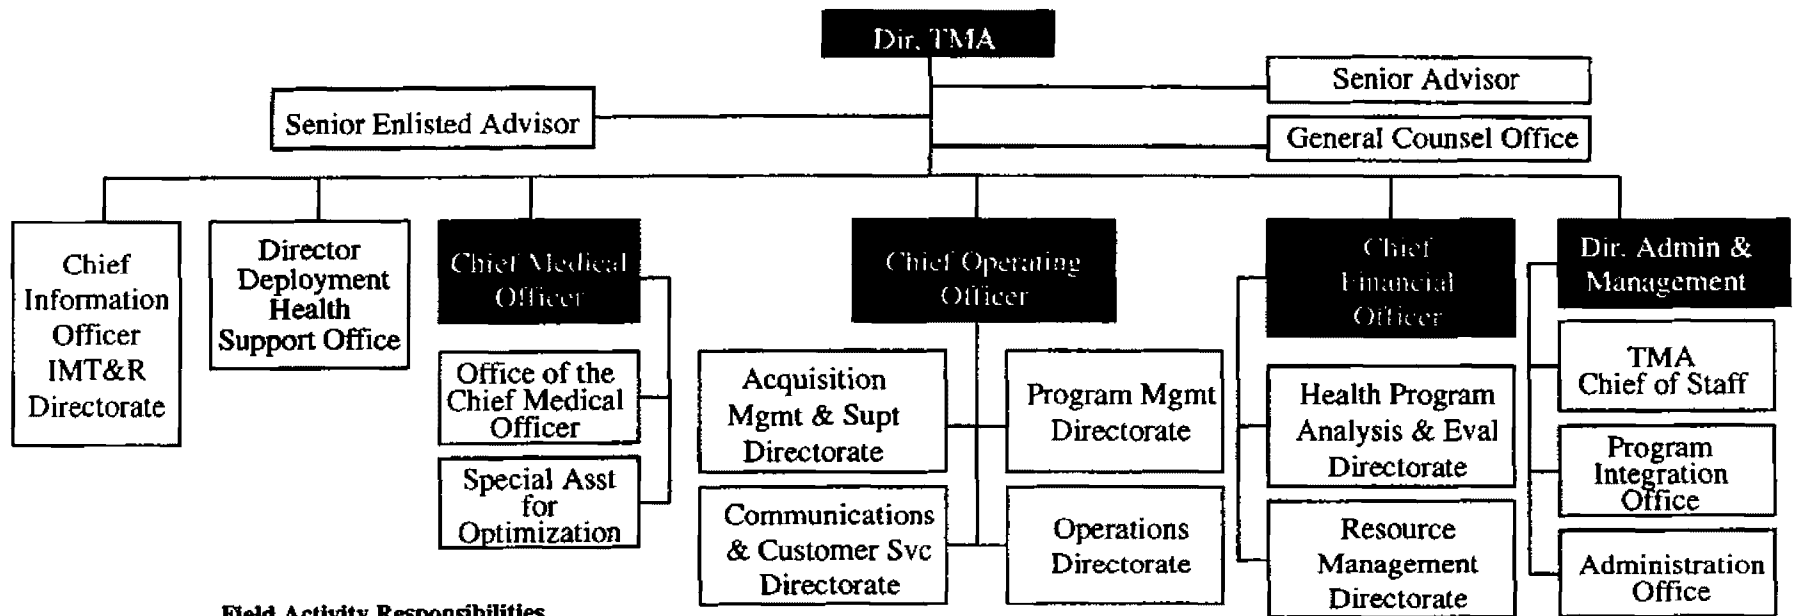 Dir. TMA
Senior Advisor
Senior Enlisted Advisor
General Counsel Office
Chief
Information
Officer
IMT&R
Directorate
Director
Deployment
Health
Support Office
Chief Medical
Officer
Office of the
Chief Medical
Officer
Special Asst
for
Optimization
Chief Operating
Officer
Acquisition
Mgmt & Supt
Directorate
Program Mgmt
Directorate
Communications
& Customer Svc
Directorate
Operations
Directorate
Chief
Financial
Officer
Health Program
Analysis & Eval
Directorate
Resource
Management
Directorate
Dir. Admin &
Management
TMA
Chief of Staff
Program
Integration
Office
Administration
Office
Field Activity Responsibilities